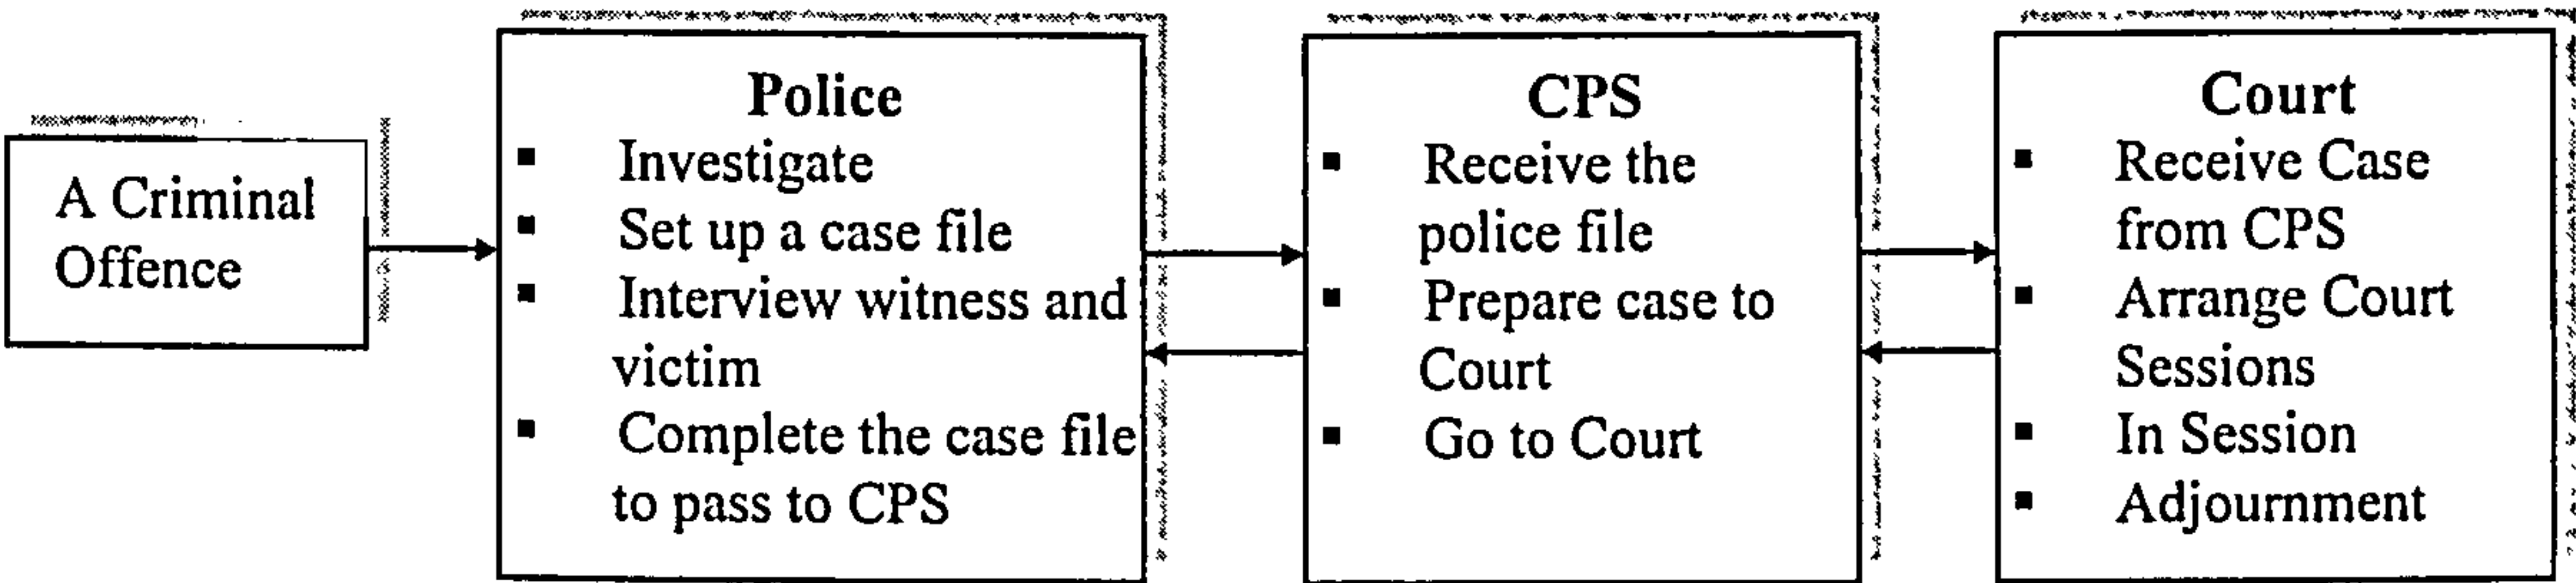 A Criminal
Offence
Police
▪ Investigate
▪ Set up a case file
▪ Interview witness and
victim
▪ Complete the case file
to pass to CPS
CPS
▪ Receive the
police file
▪ Prepare case to
Court
▪ Go to Court
Court
▪ Receive Case
from CPS
▪ Arrange Court
Sessions
▪ In Session
▪ Adjournment